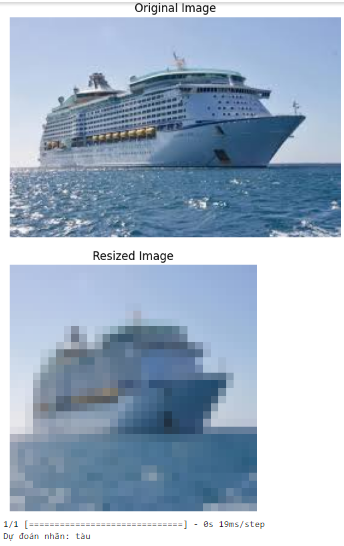 Original Image
Resized Image
1/1 [==============================] - 0s 19ms/step
Dự đoán nhãn: tàu